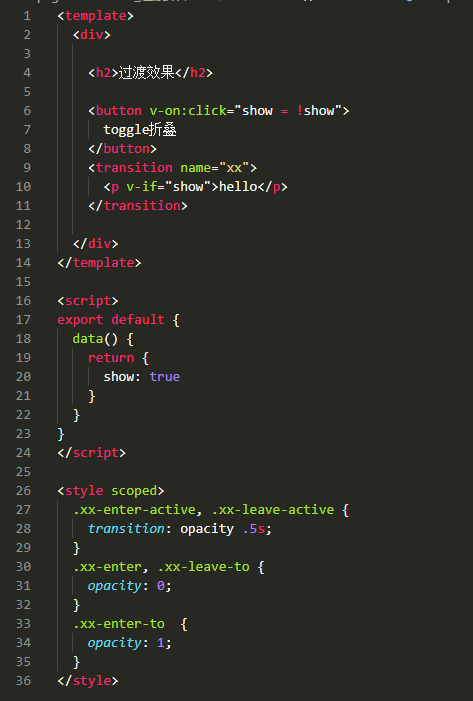 1 <template>
2 <div>
3
4 <h2>过渡效果</h2>
5
6 <button v-on:click="show = !show">
7 toggle折叠
8 </button>
9 <transition name="xx">
10 <p v-if="show">hello</p>
11 </transition>
12
13 </div>
14 </template>
15
16 <script>
17 export default {
18 data() {
19 return {
20 show: true
21 }
22 }
23 }
24 </script>
25
26 <style scoped>
27 .xx-enter-active, .xx-leave-active {
28 transition: opacity .5s;
29 }
30 .xx-enter, .xx-leave-to {
31 opacity: 0;
32 }
33 .xx-enter-to  {
34 opacity: 1;
35 }
36 </style>